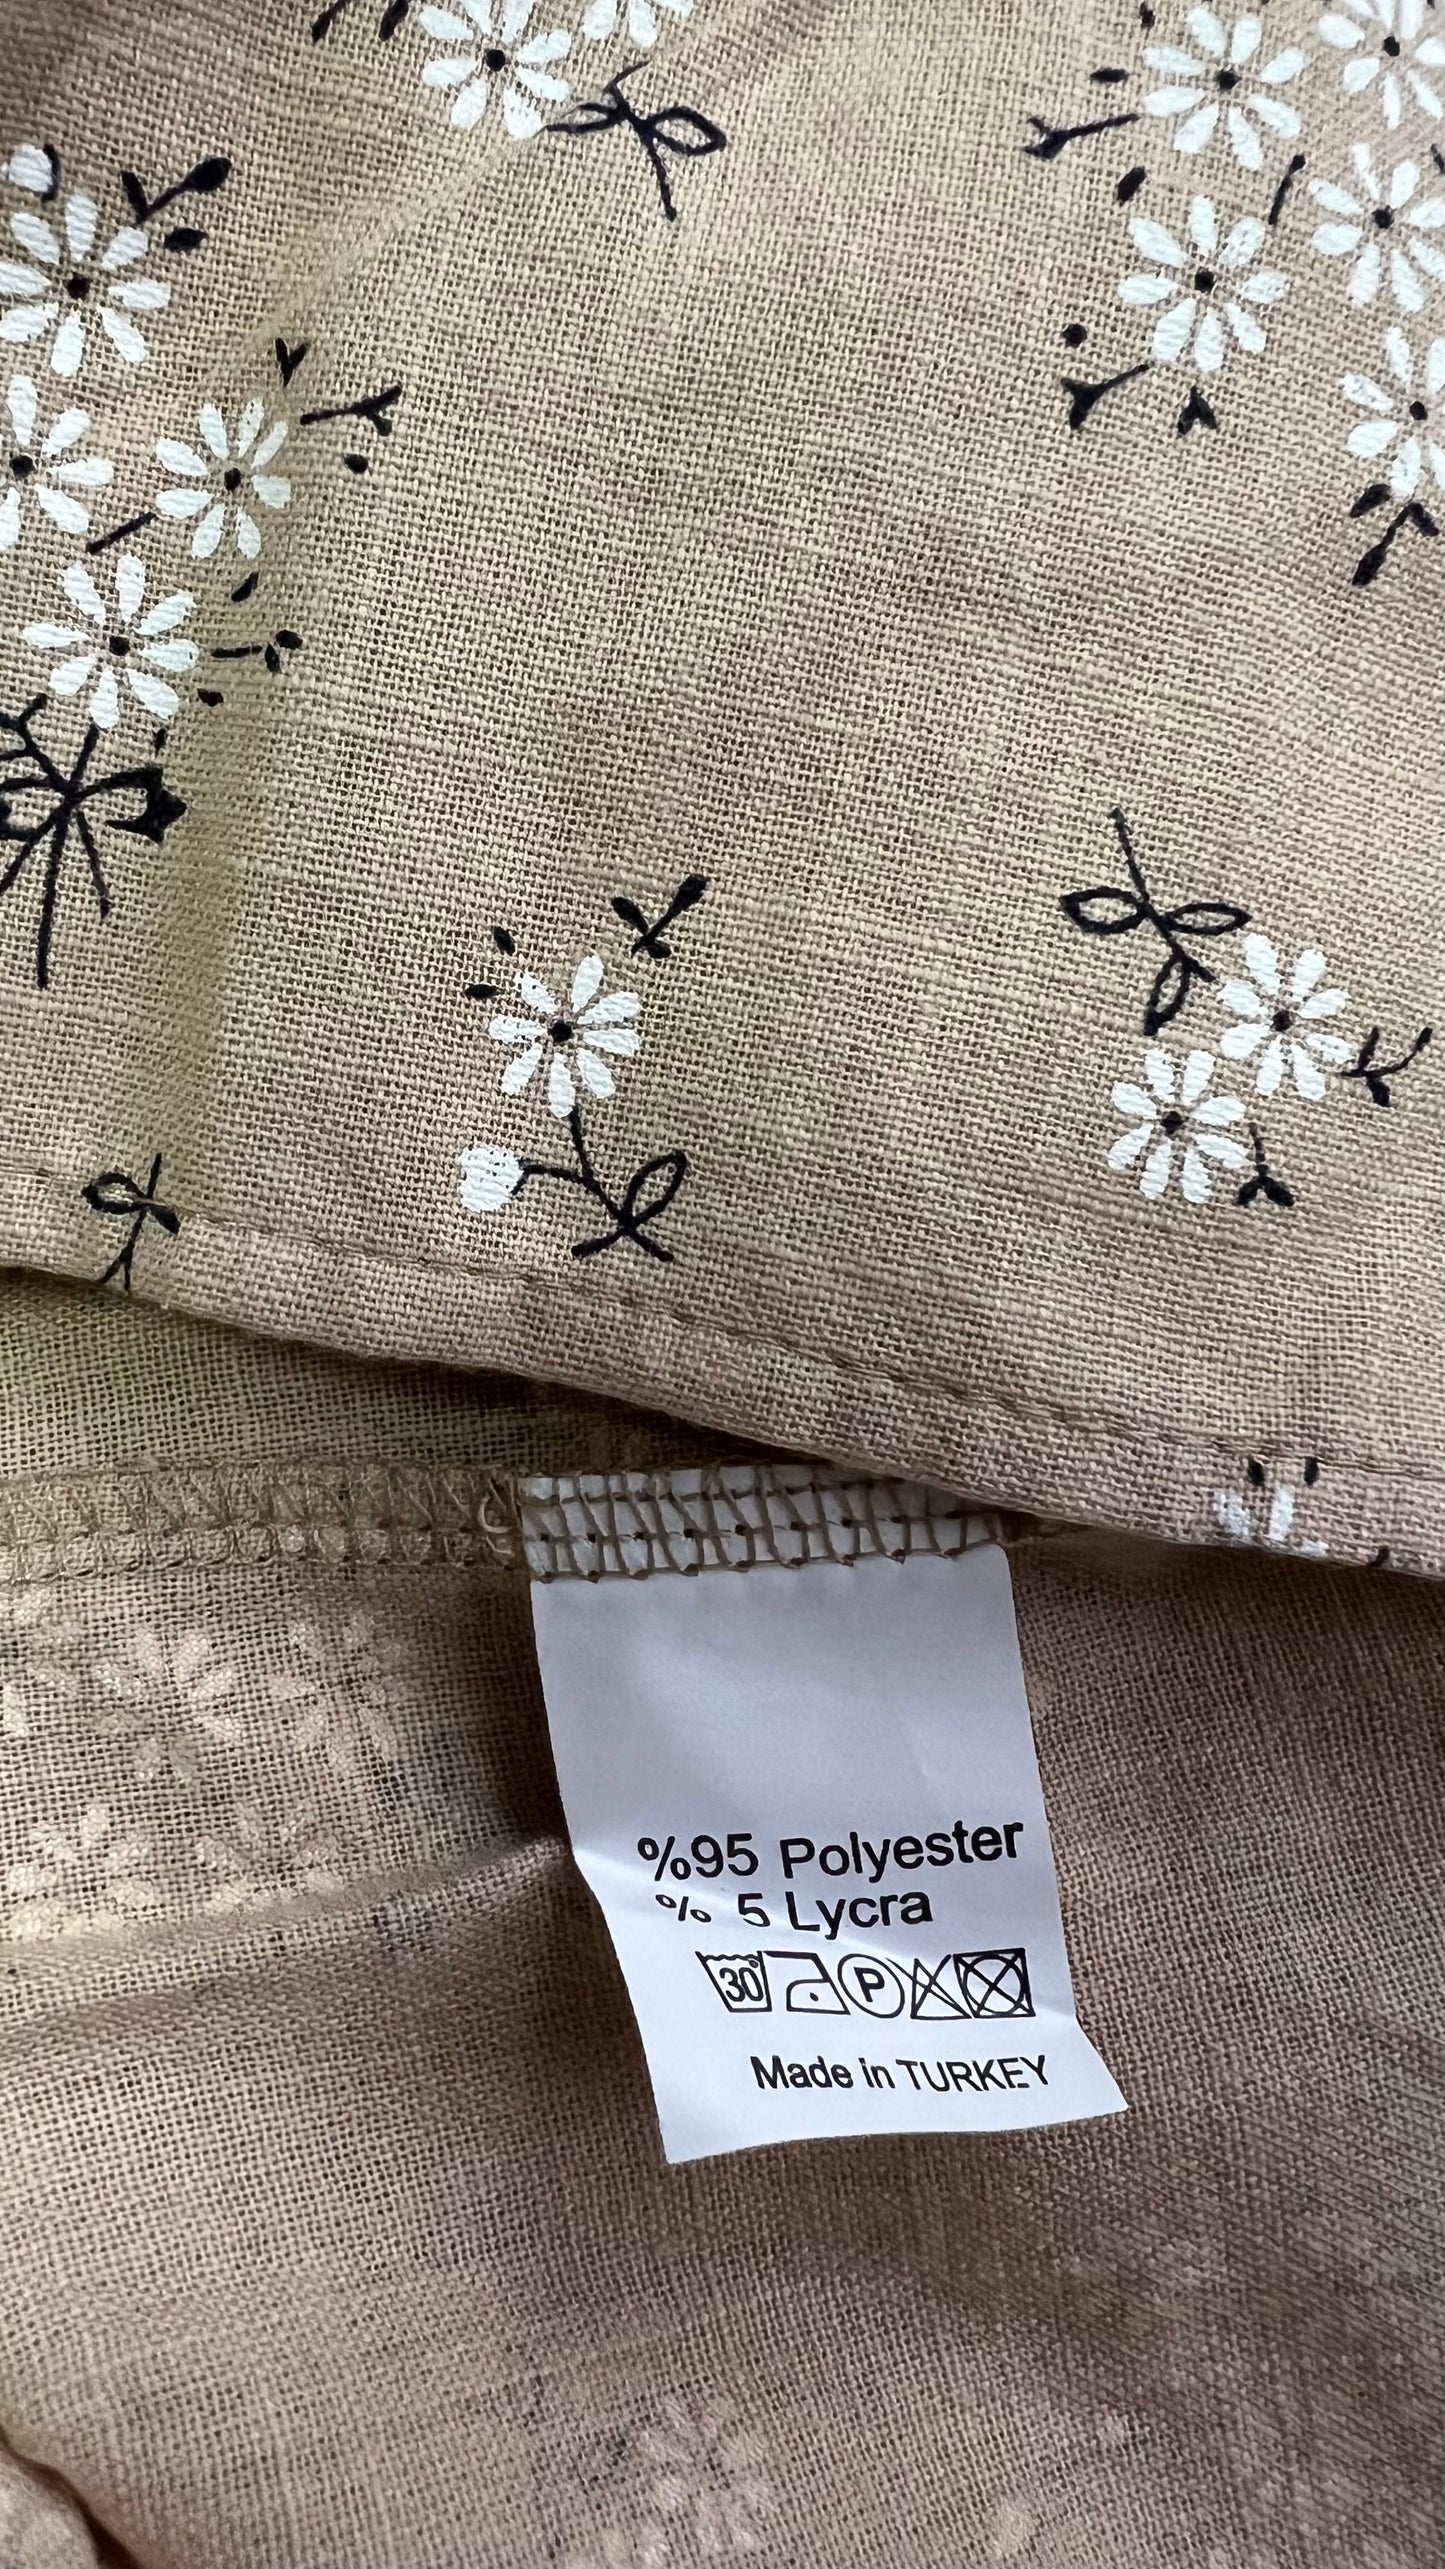 %95 Polyester
% 5 Lycra
30° P
Made in TURKEY